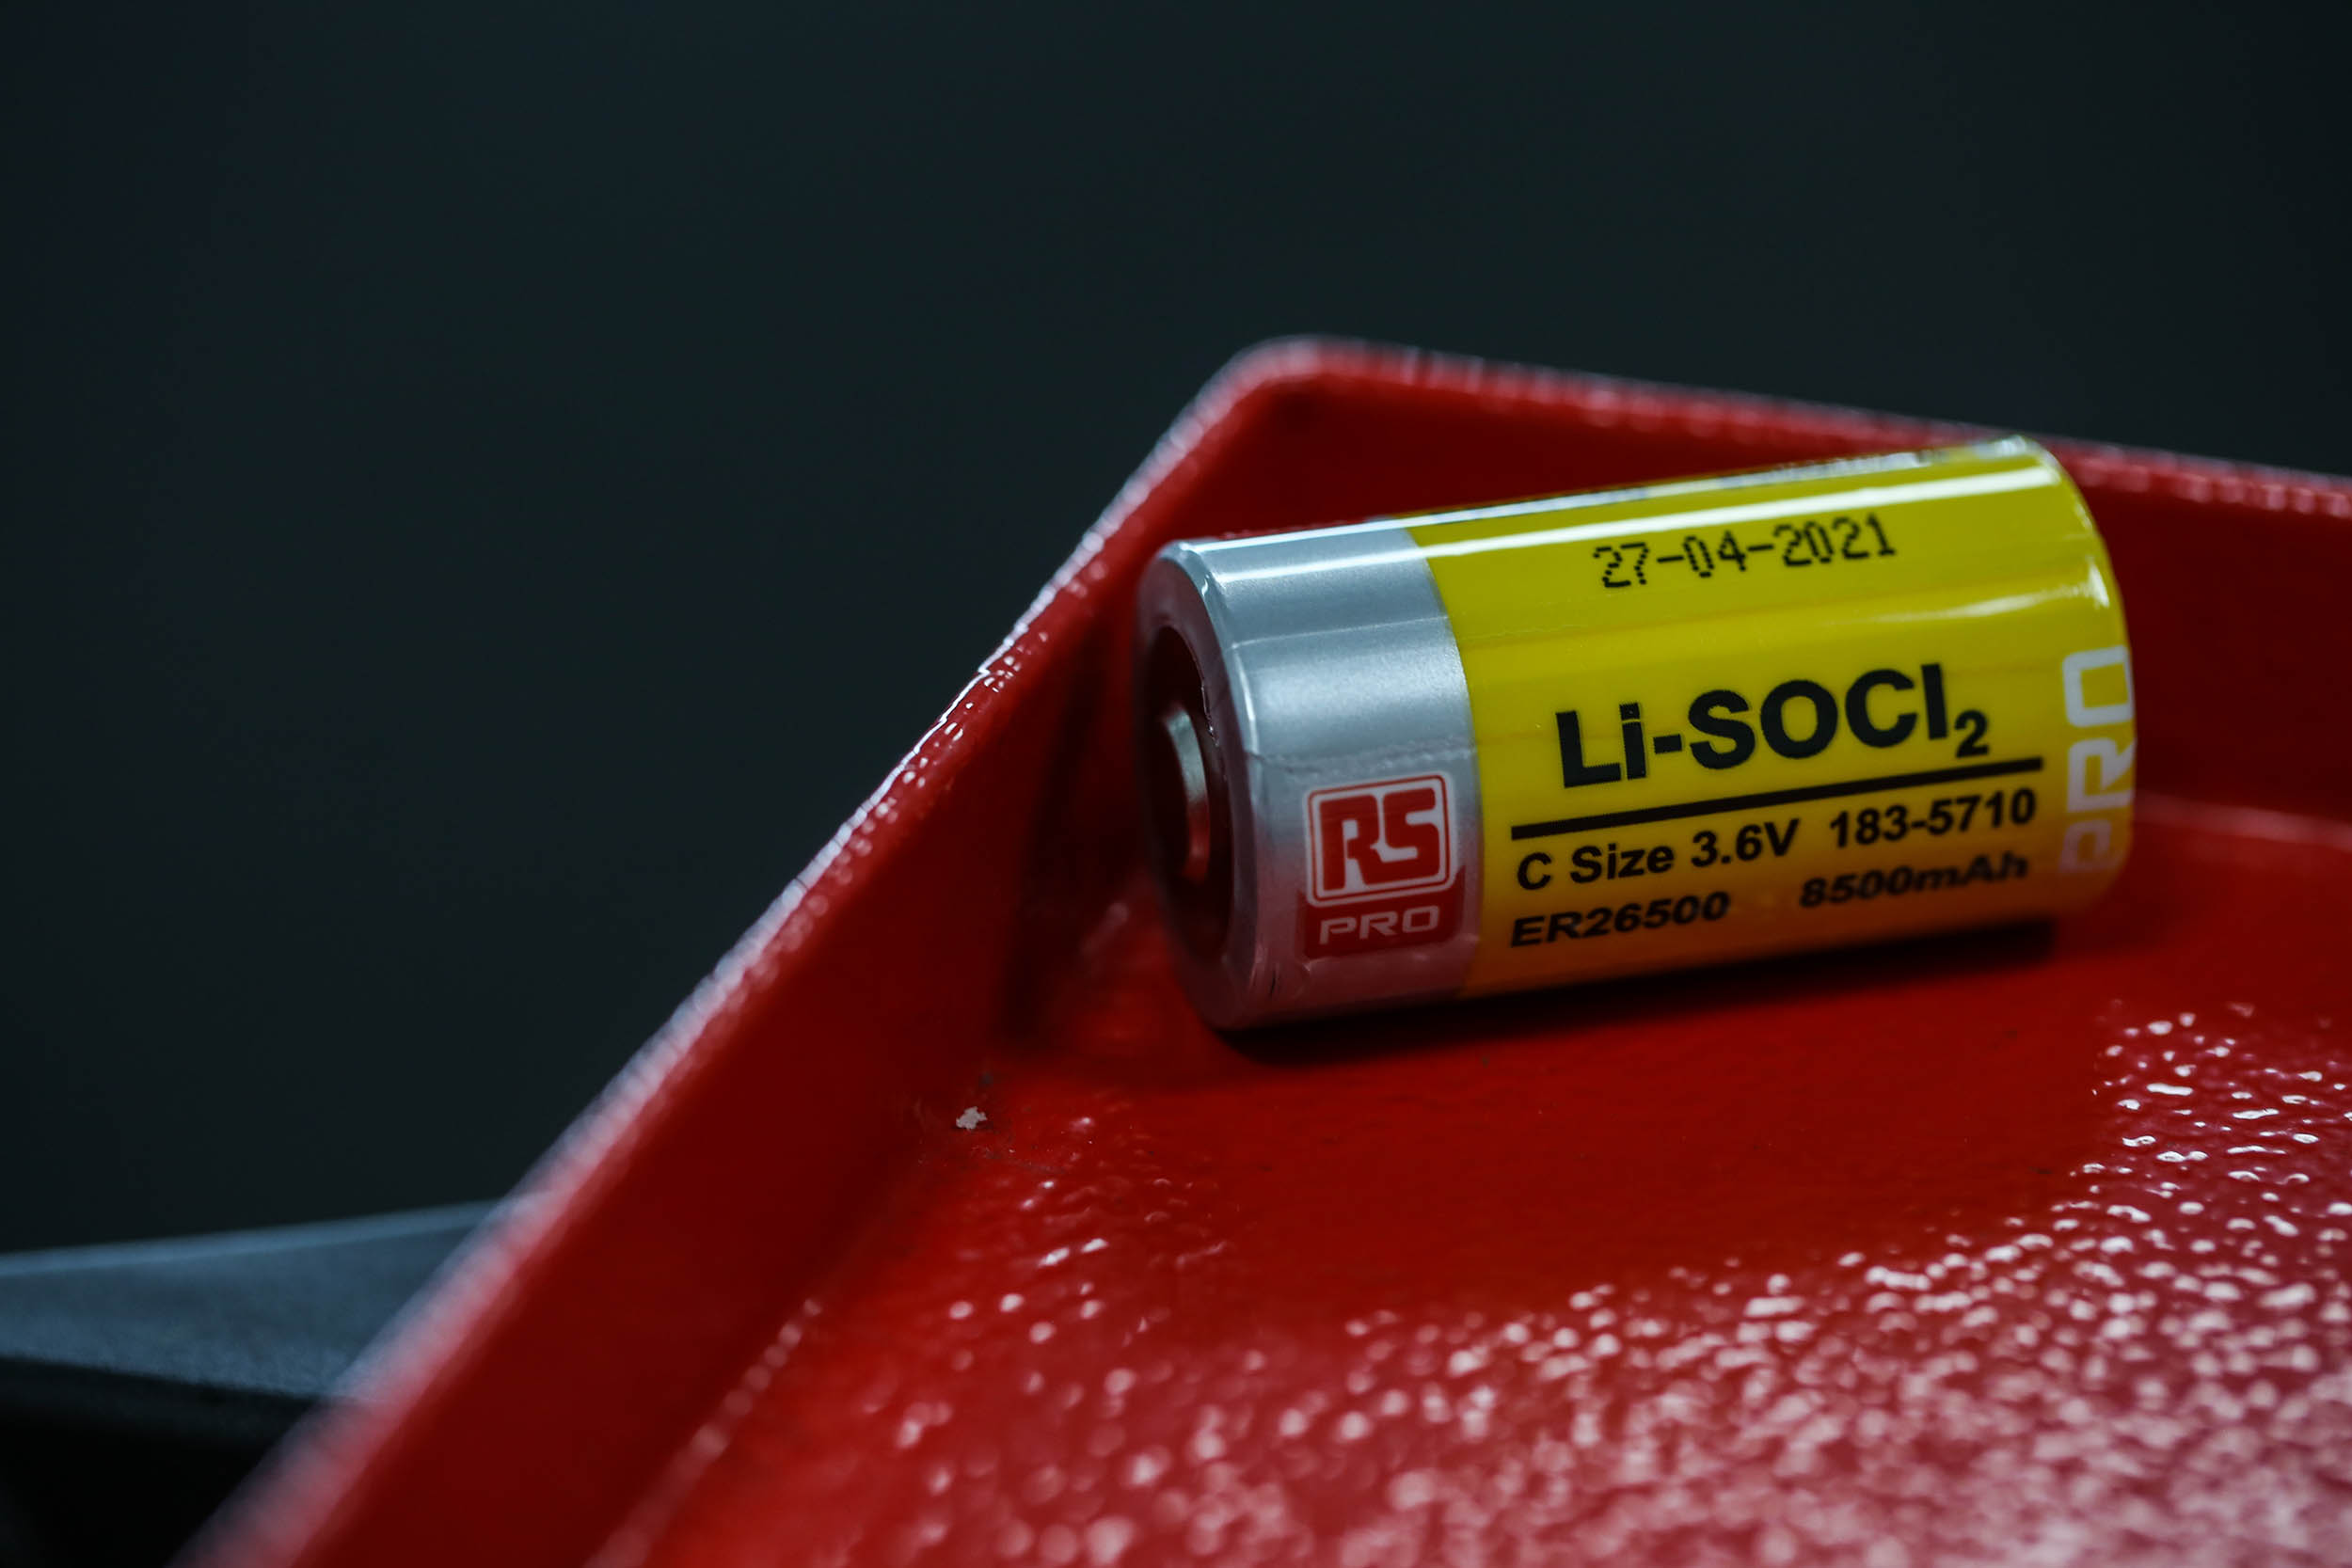 27-04-2021
Li-SOCl₂
C Size 3.6V 183-5710
ER26500 8500mAh
RS
PRO
PRO